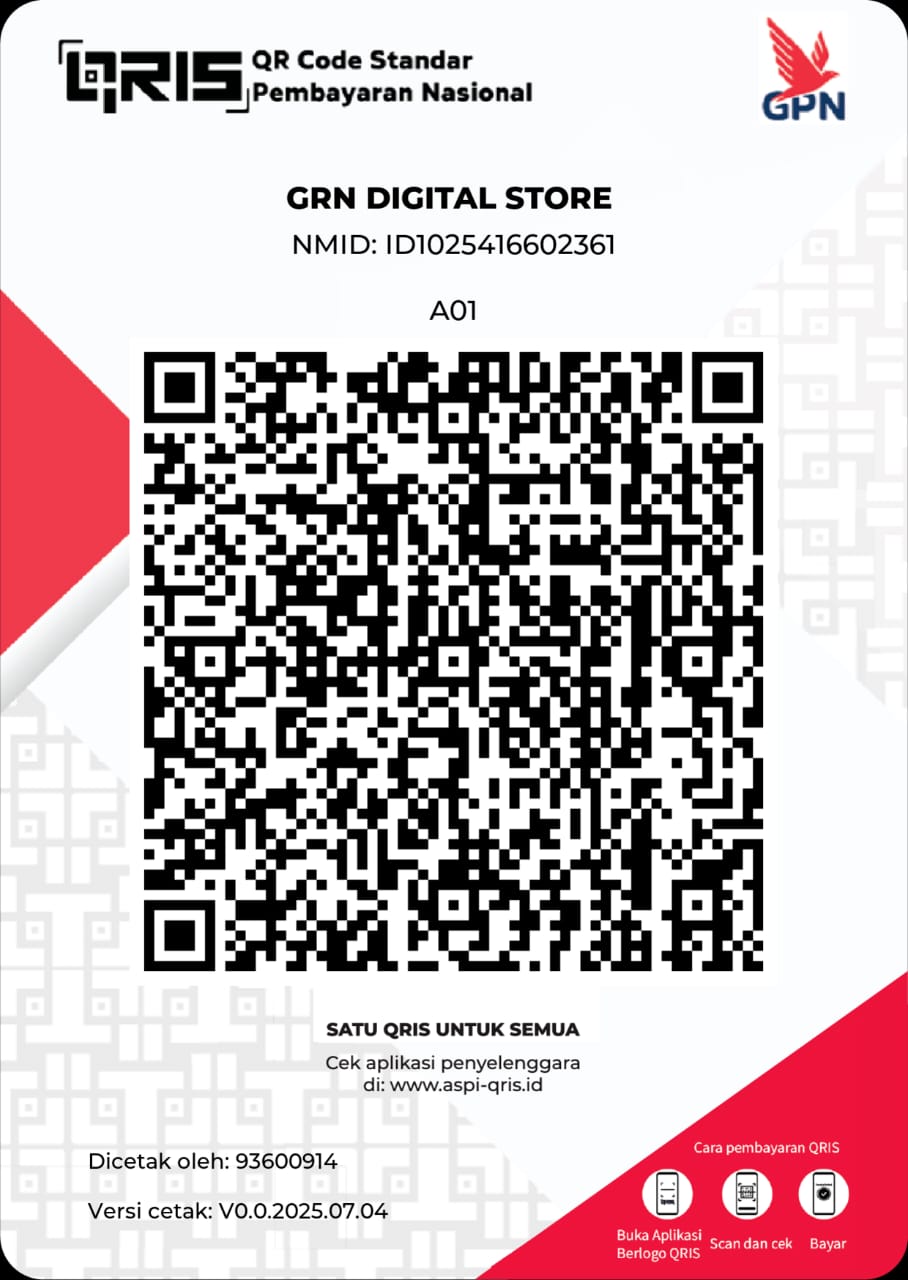 QRIS QR Code Standar
Pembayaran Nasional
GPN
GRN DIGITAL STORE
NMID: ID1025416602361
A01
SATU QRIS UNTUK SEMUA
Cek aplikasi penyelenggara
di: www.aspi-qris.id
Dicetak oleh: 93600914
Versi cetak: V0.0.2025.07.04
Cara pembayaran QRIS
Buka Aplikasi
Berlogo QRIS
Scan dan cek
Bayar